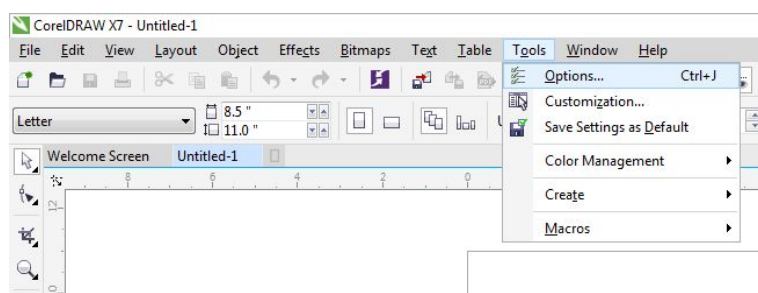 CorelDRAW X7 - Untitled-1
File Edit View Layout Object Effects Bitmaps Text Table Tools Window Help
Options... Ctrl+J
Customization...
Save Settings as Default
Color Management
Create
Macros
Letter
8.5 "
11.0 "
Welcome Screen Untitled-1
8 6 4 2 0
12